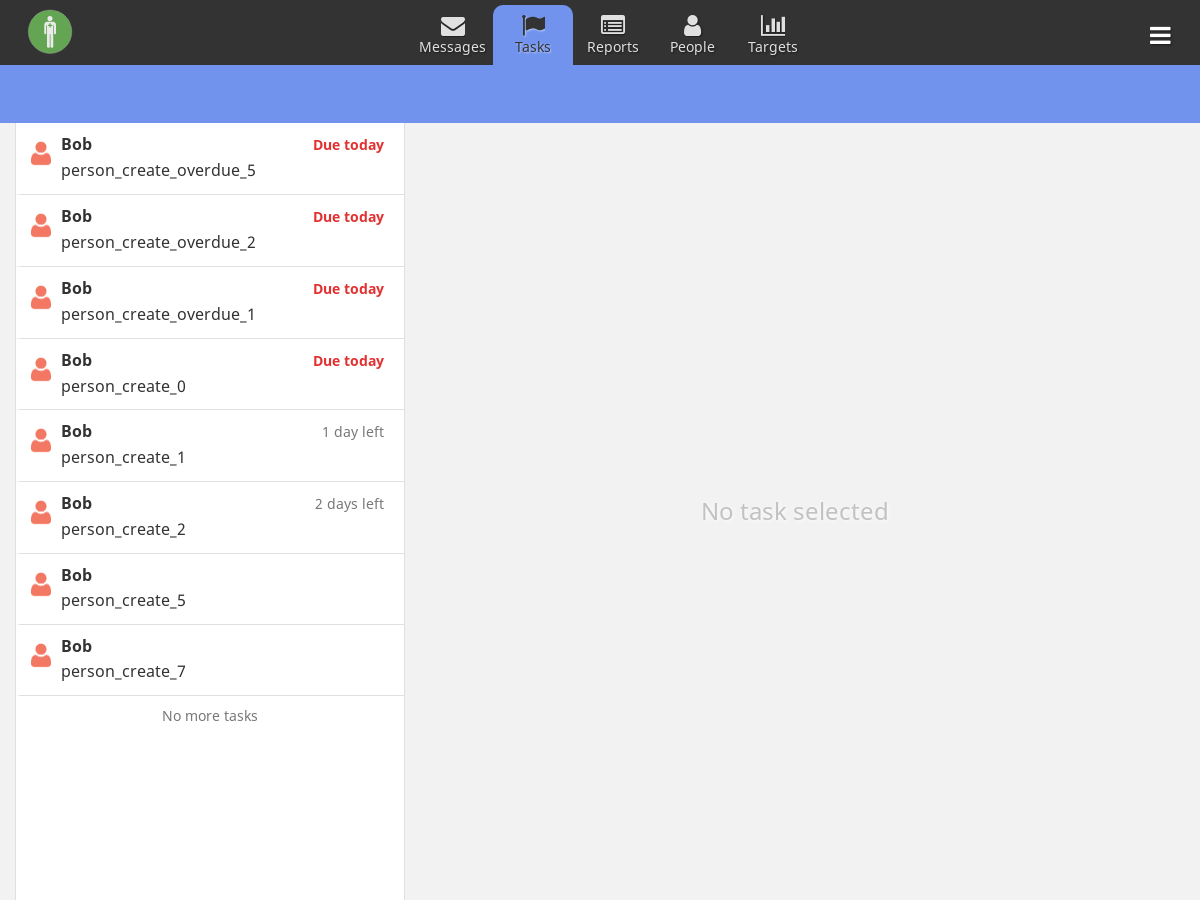 Messages
Tasks
Reports
People
Targets
Bob
Due today
person_create_overdue_5
Bob
Due today
person_create_overdue_2
Bob
Due today
person_create_overdue_1
Bob
Due today
person_create_0
Bob
1 day left
person_create_1
Bob
2 days left
person_create_2
Bob
person_create_5
Bob
person_create_7
No more tasks
No task selected